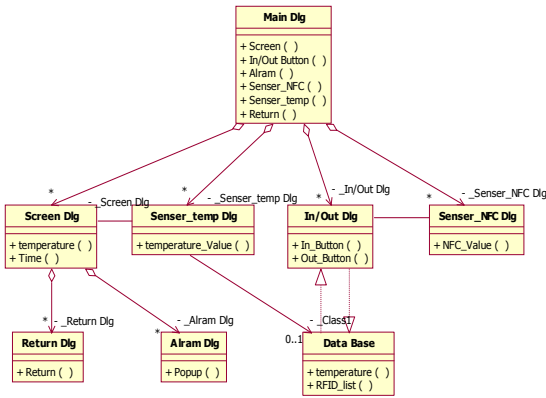 Main Dlg
+ Screen ( )
+ In/Out Button ( )
+ Alram ( )
+ Senser_NFC ( )
+ Senser_temp ( )
+ Return ( )
* - _Screen Dlg
* - _Senser_temp Dlg
* - _In/Out Dlg
* - _Senser_NFC Dlg
Screen Dlg
+ temperature ( )
+ Time ( )
Senser_temp Dlg
+ temperature_Value ( )
In/Out Dlg
+ In_Button ( )
+ Out_Button ( )
Senser_NFC Dlg
+ NFC_Value ( )
* - _Return Dlg
* - _Alram Dlg
0..1 - _Class1
Return Dlg
+ Return ( )
Alram Dlg
+ Popup ( )
Data Base
+ temperature ( )
+ RFID_list ( )